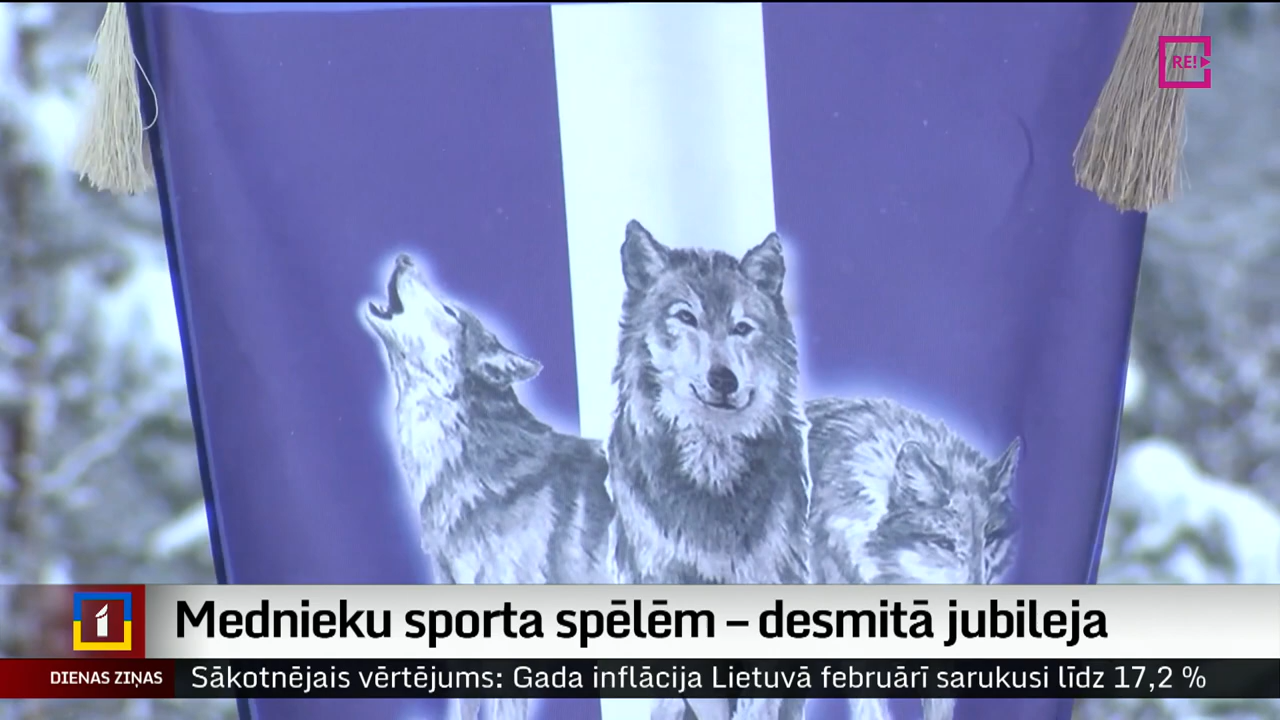 RE!
1
Mednieku sporta spēlēm – desmitā jubileja
DIENAS ZIŅAS
Sākotnējais vērtējums: Gada inflācija Lietuvā februārī sarukusi līdz 17,2 %